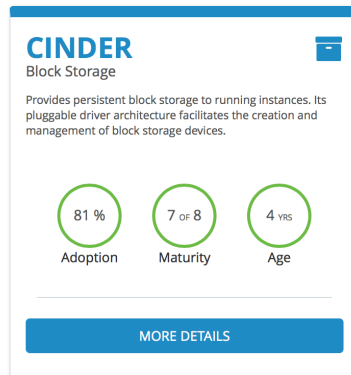 CINDER
Block Storage
Provides persistent block storage to running instances. Its
pluggable driver architecture facilitates the creation and
management of block storage devices.
81 % 7 OF 8 4 YRS
Adoption Maturity Age
MORE DETAILS